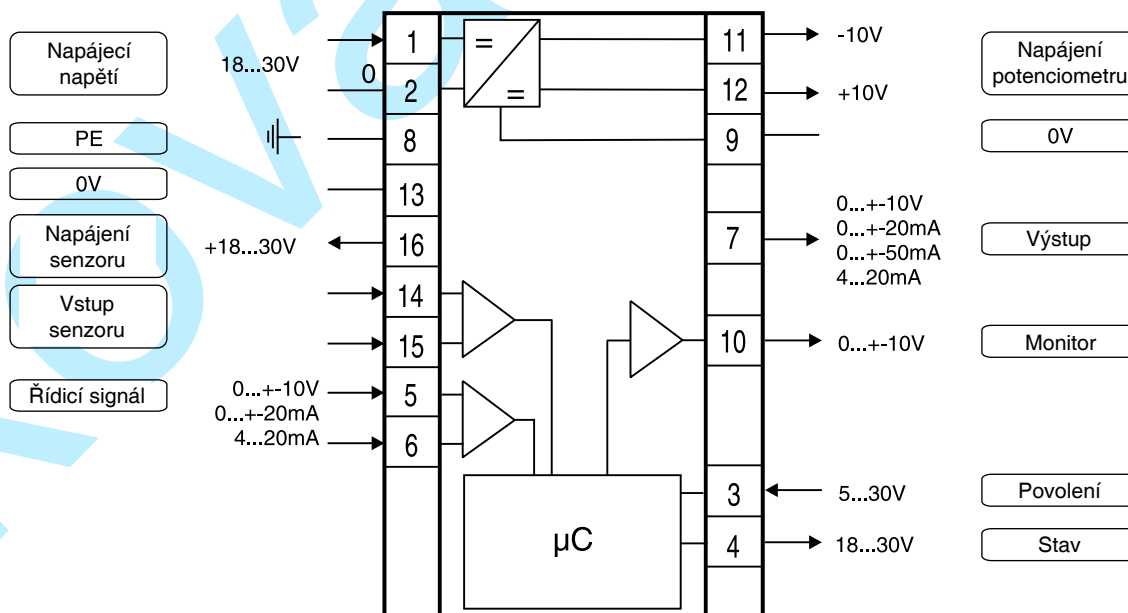 Napájecí
napětí
18...30V
0
1
2
11
-10V
12
+10V
Napájení
potenciometru
=
=
PE
8
9
0V
0V
13
Napájení
senzoru
+18...30V
16
7
0...+-10V
0...+-20mA
0...+-50mA
4...20mA
Výstup
Vstup
senzoru
14
15
10
0...+-10V
Monitor
Řídicí signál
0...+-10V
0...+-20mA
4...20mA
5
6
µC
3
5...30V
Povolení
4
18...30V
Stav